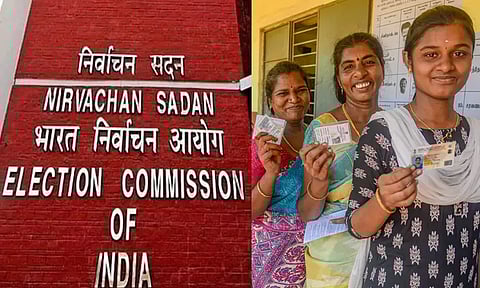 निर्वाचन सदन
NIRVACHAN SADAN
भारत निर्वाचन आयोग
ELECTION COMMISSION
OF
INDIA